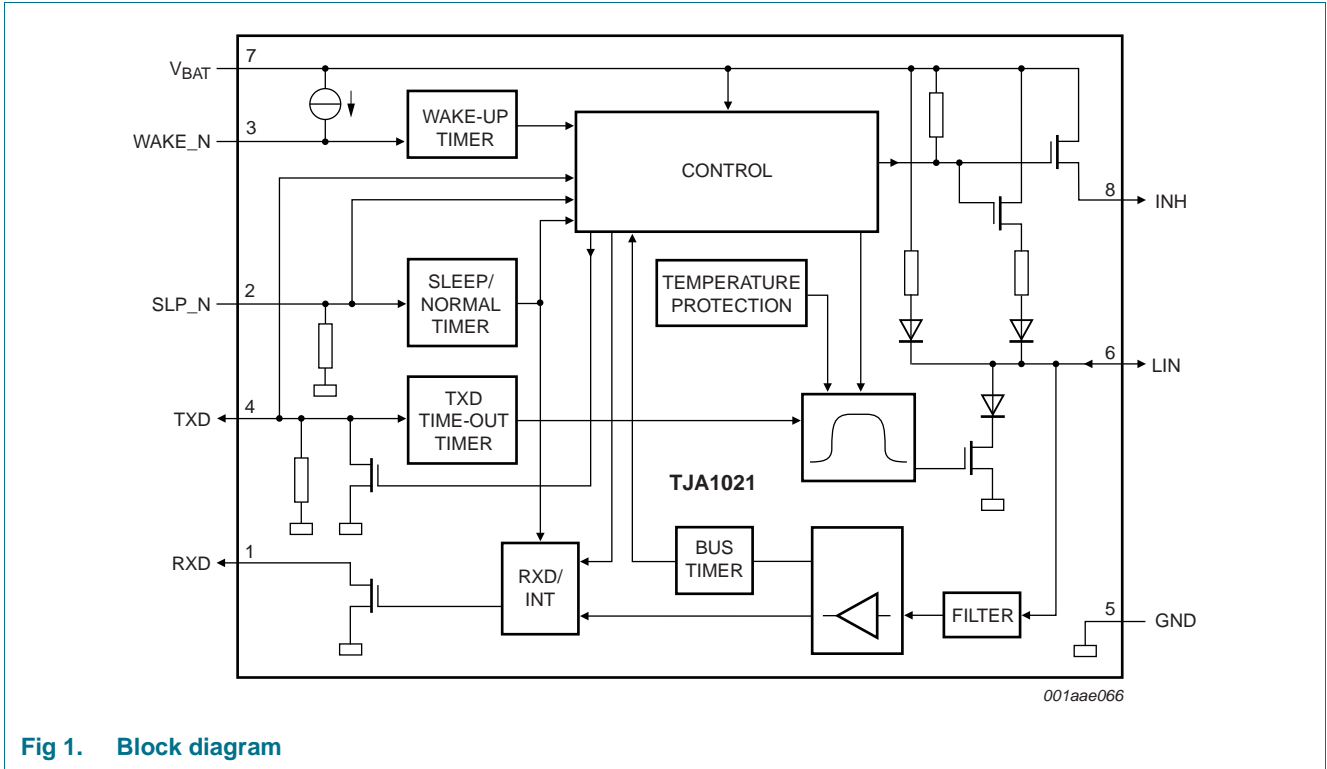 7
VBAT
3
WAKE_N
WAKE-UP
TIMER
CONTROL
8
INH
2
SLP_N
SLEEP/
NORMAL
TIMER
TEMPERATURE
PROTECTION
6
LIN
4
TXD
TXD
TIME-OUT
TIMER
TJA1021
1
RXD
RXD/
INT
BUS
TIMER
FILTER
5
GND
001aae066
Fig 1. Block diagram